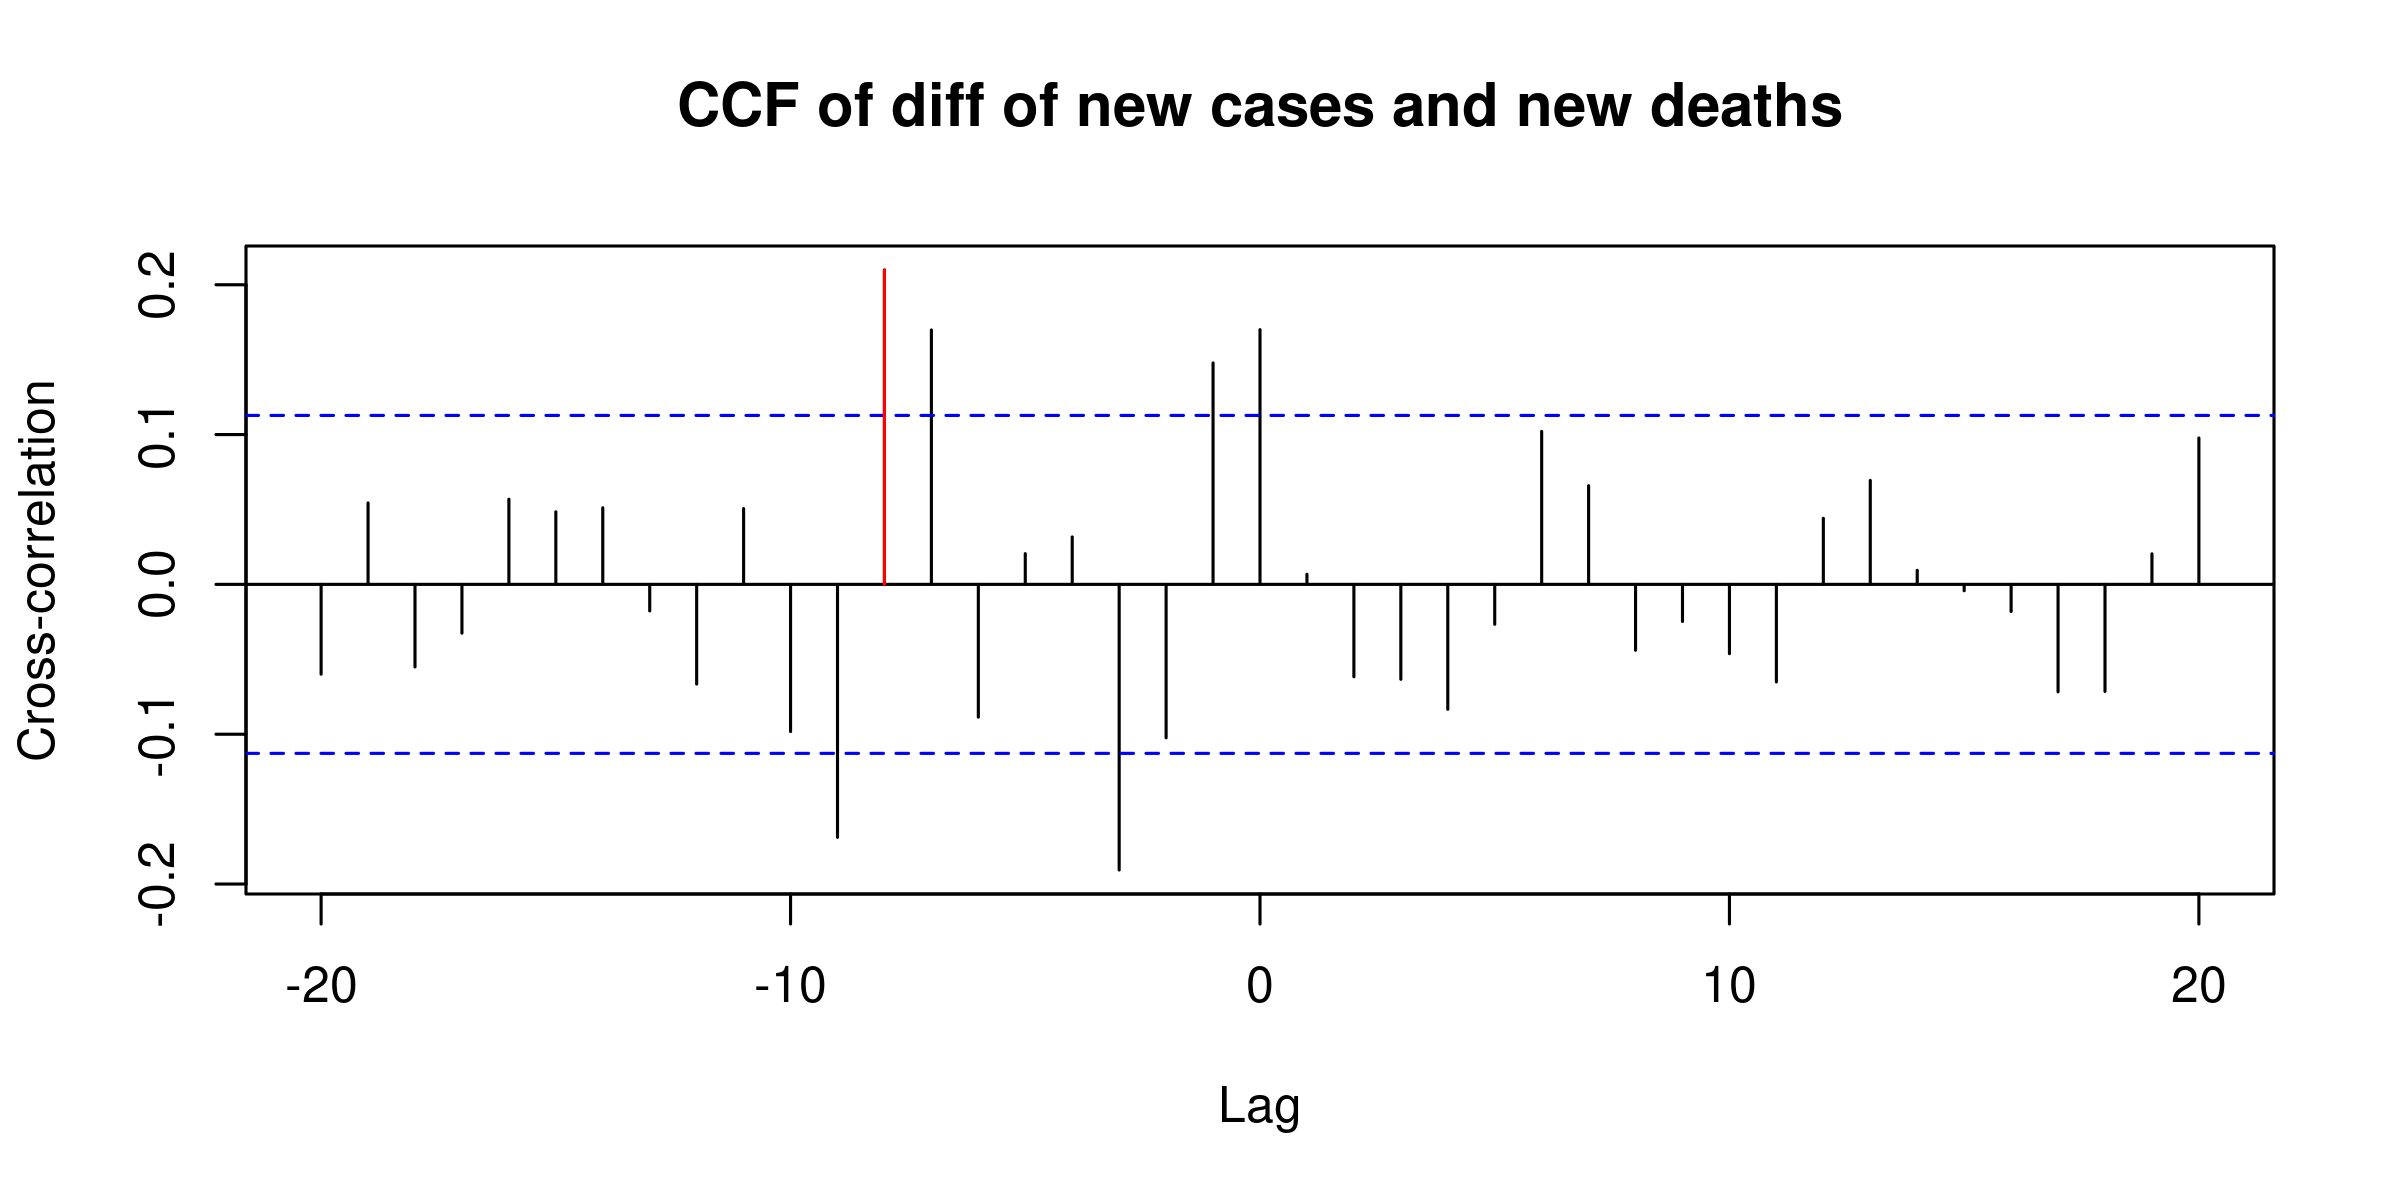 CCF of diff of new cases and new deaths
Cross-correlation
0.2
0.1
0.0
-0.1
-0.2
-20 -10 0 10 20
Lag